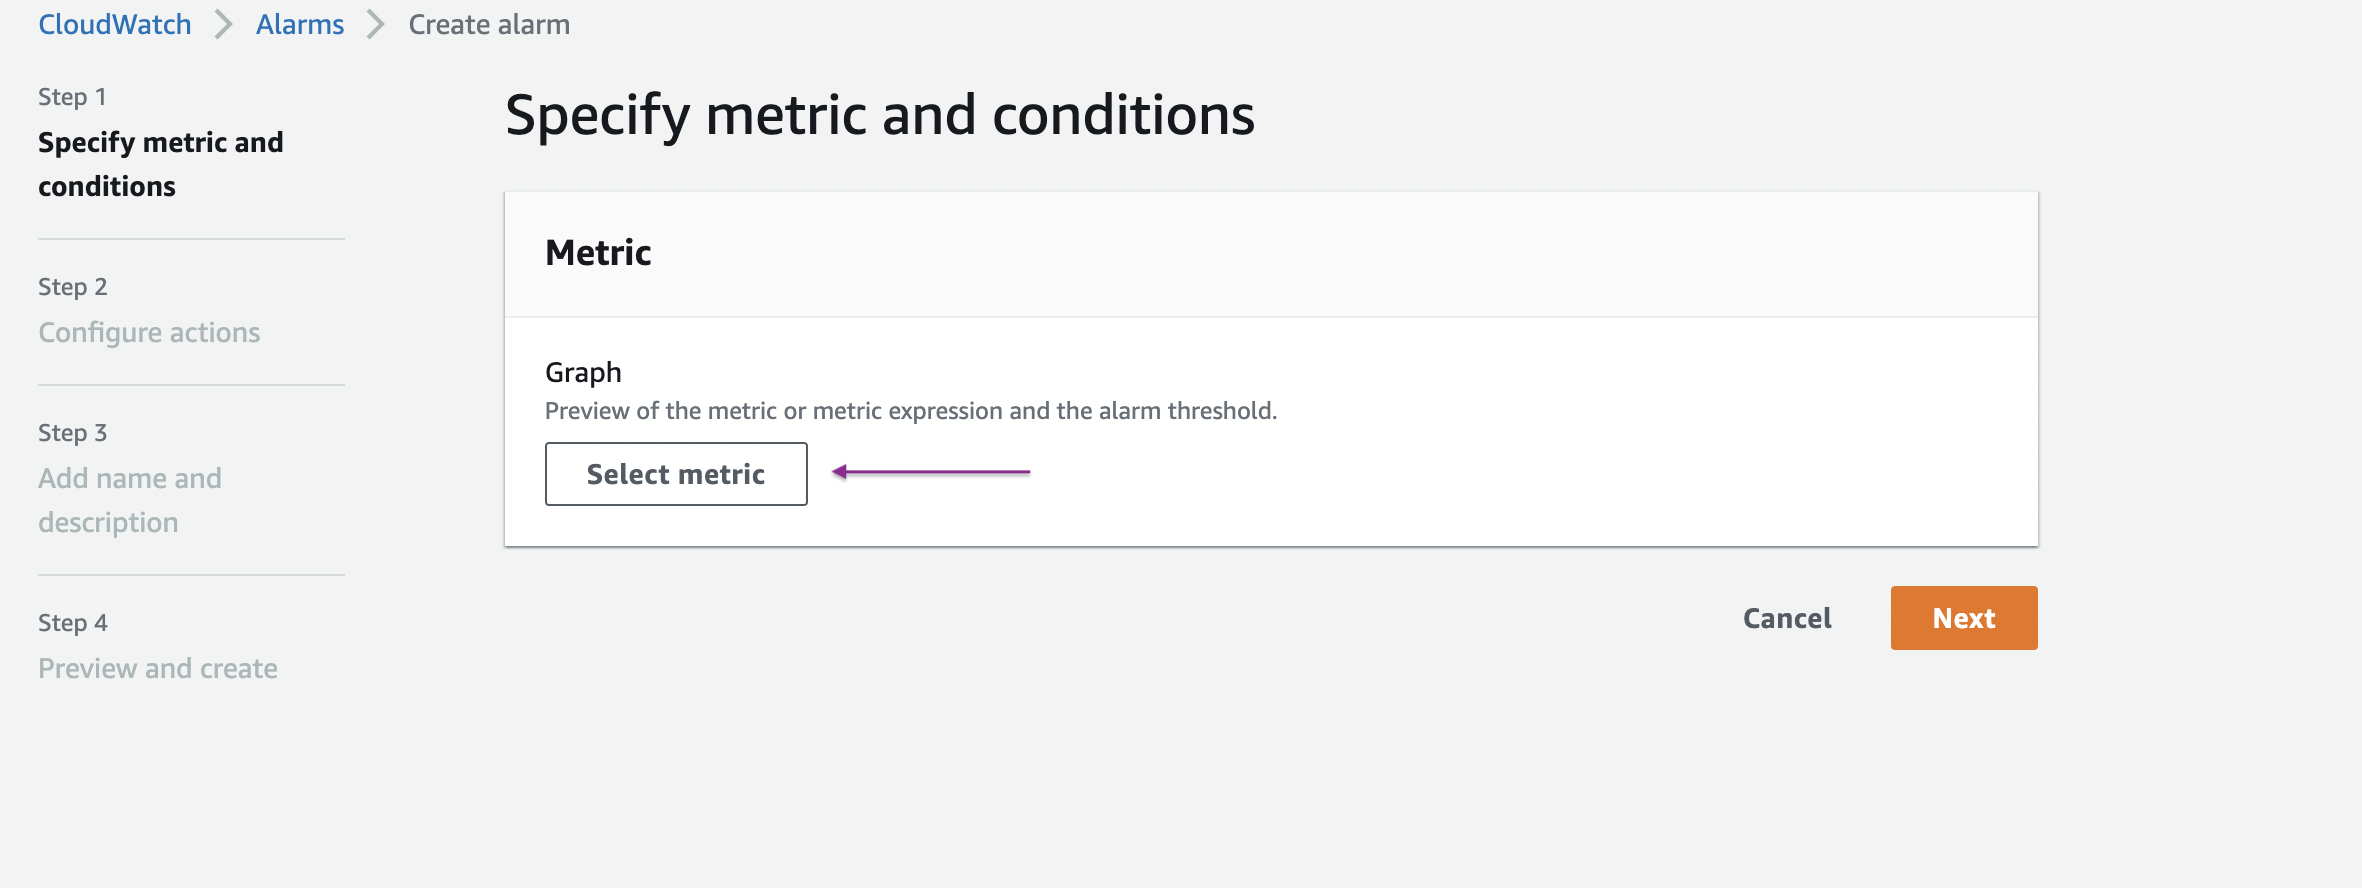 CloudWatch > Alarms > Create alarm
Step 1
Specify metric and
conditions
Step 2
Configure actions
Step 3
Add name and
description
Step 4
Preview and create
Specify metric and conditions
Metric
Graph
Preview of the metric or metric expression and the alarm threshold.
Select metric
Cancel
Next